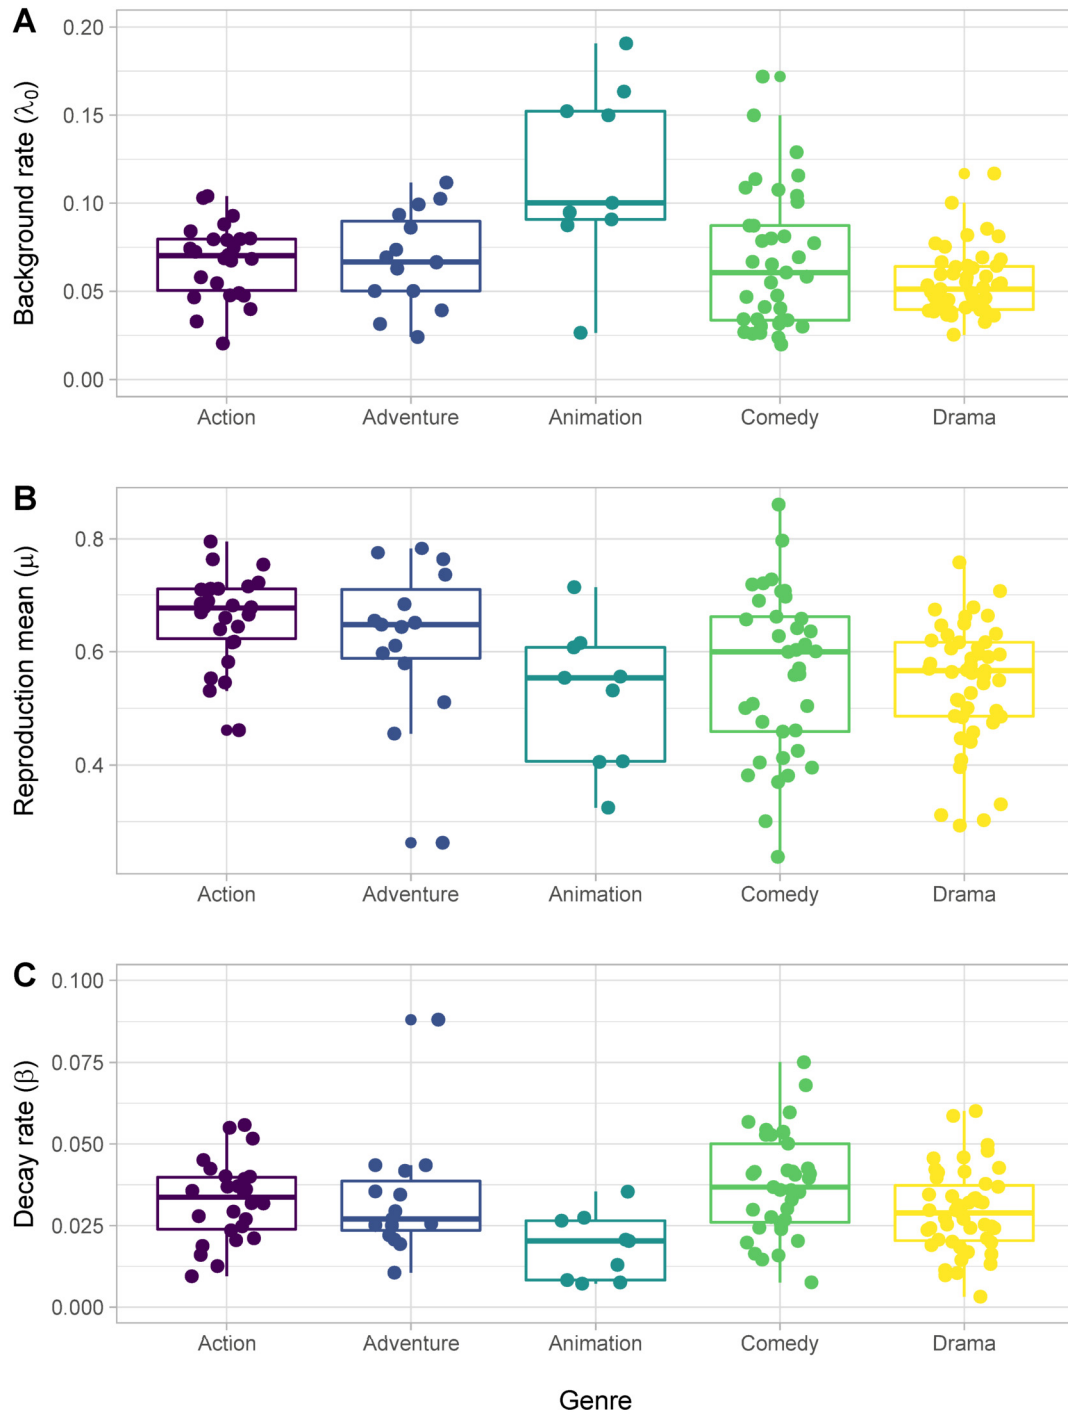 A
Background rate (λ0)
0.20
0.15
0.10
0.05
0.00
Action Adventure Animation Comedy Drama
B
Reproduction mean (μ)
0.8
0.6
0.4
Action Adventure Animation Comedy Drama
C
Decay rate (β)
0.100
0.075
0.050
0.025
0.000
Action Adventure Animation Comedy Drama
Genre